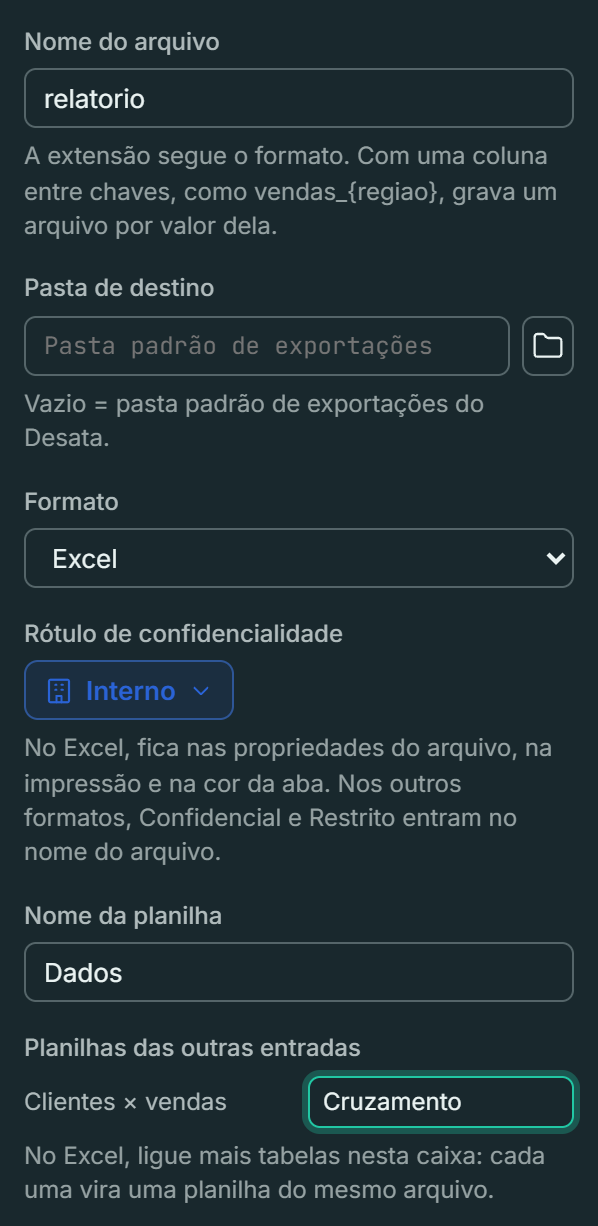 Nome do arquivo
relatorio
A extensão segue o formato. Com uma coluna
entre chaves, como vendas_{regiao}, grava um
arquivo por valor dela.
Pasta de destino
Pasta padrão de exportações
Vazio = pasta padrão de exportações do
Desata.
Formato
Excel
Rótulo de confidencialidade
Interno
No Excel, fica nas propriedades do arquivo, na
impressão e na cor da aba. Nos outros
formatos, Confidencial e Restrito entram no
nome do arquivo.
Nome da planilha
Dados
Planilhas das outras entradas
Clientes × vendas
Cruzamento
No Excel, ligue mais tabelas nesta caixa: cada
uma vira uma planilha do mesmo arquivo.